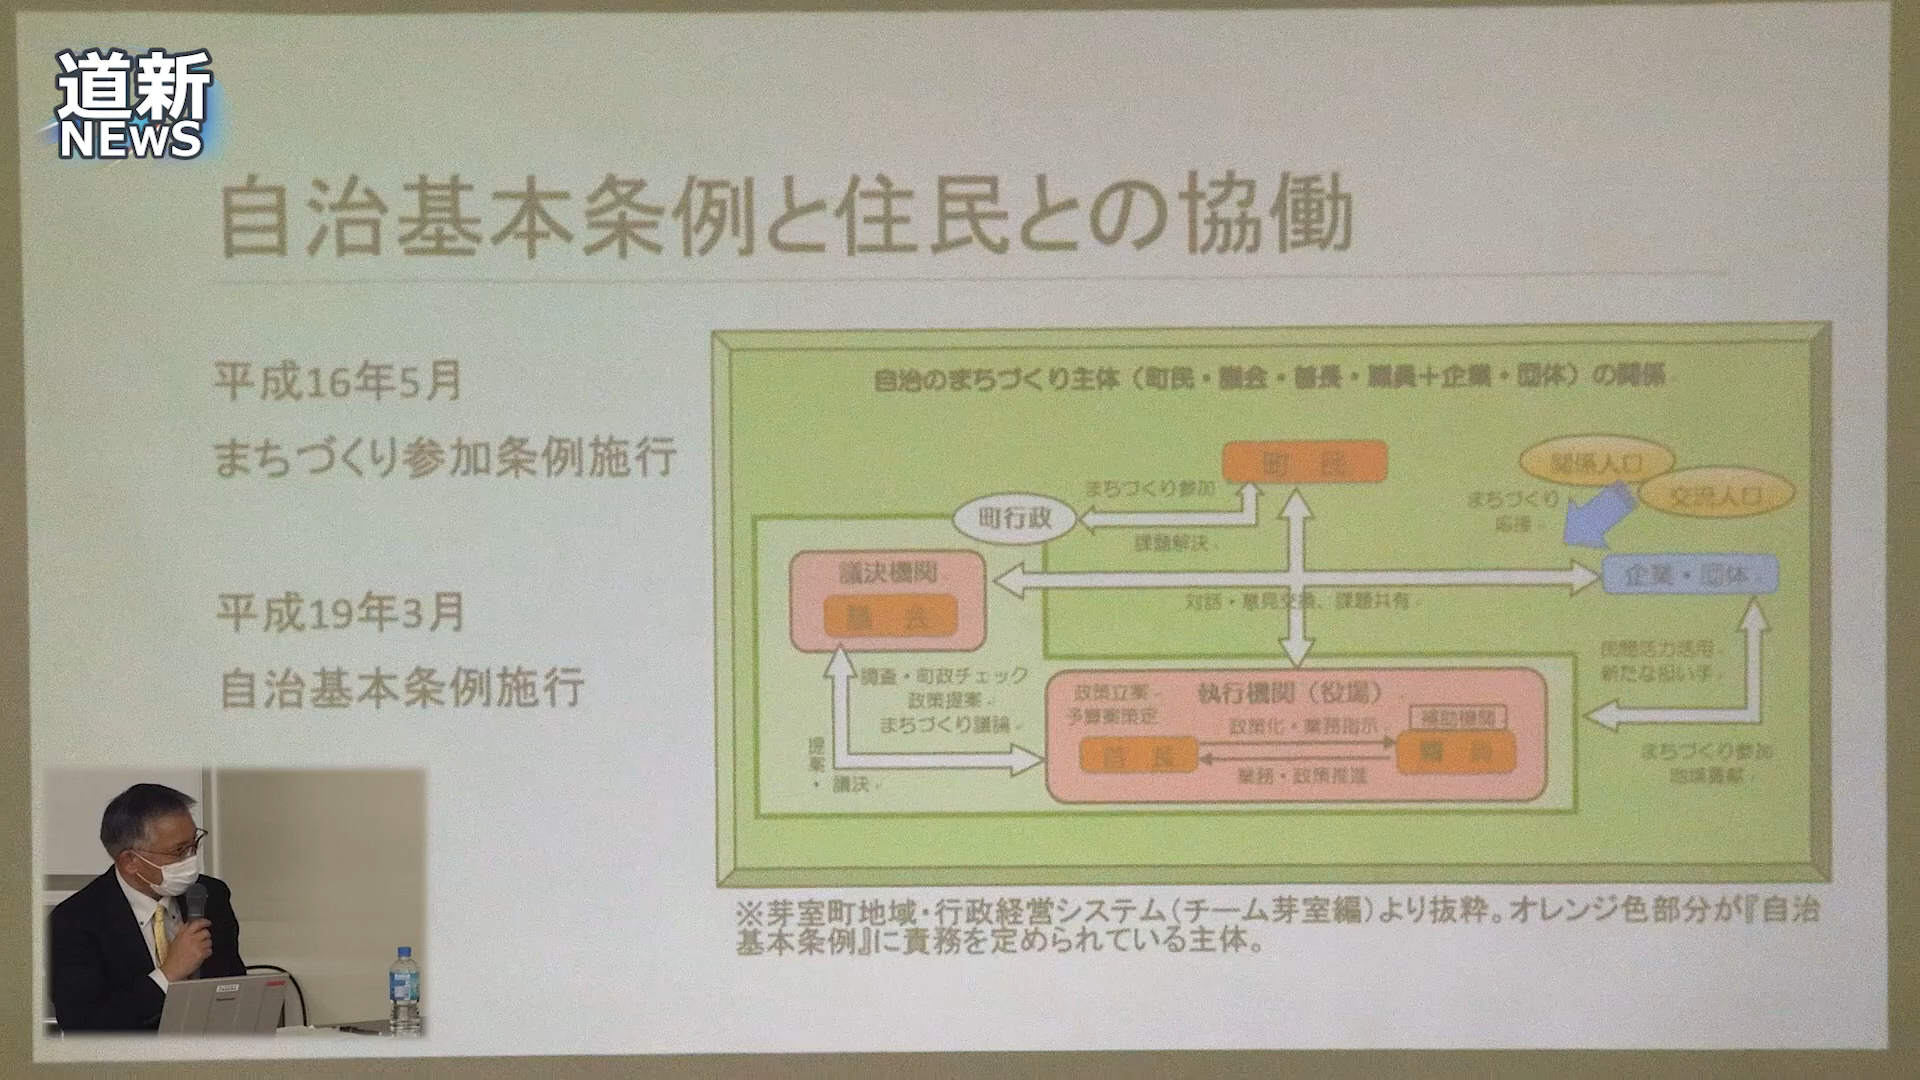 道新
NEWS
自治基本条例と住民との協働
平成16年5月
まちづくり参加条例施行
平成19年3月
自治基本条例施行
自治のまちづくり主体（町民・議会・首長・職員＋企業・団体）の関係
町　民
関係人口
交流人口
まちづくり
応援
まちづくり参加
町行政
課題解決
議決機関
議　会
企業・団体
対話・意見交換、課題共有
調査・町政チェック
政策提案
まちづくり議論
提案・議決
民間活力活用
新たな担い手
政策立案
予算案策定
執行機関（役場）
補助機関
政策化・業務指示
首　長
職　員
業務・政策推進
まちづくり参加
地域貢献
※芽室町地域・行政経営システム（チーム芽室編）より抜粋。オレンジ色部分が『自治
基本条例』に責務を定められている主体。